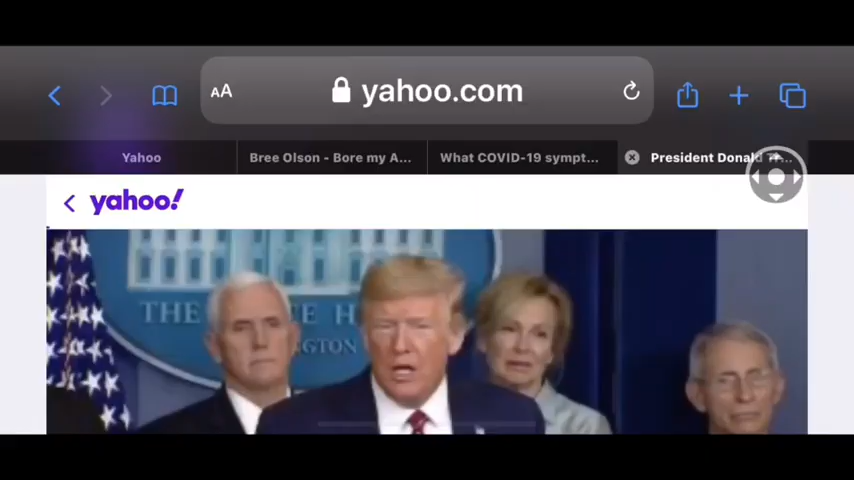 AA yahoo.com
Yahoo
Bree Olson - Bore my A...
What COVID-19 sympt...
President Donald
yahoo!
THE H
NGTON